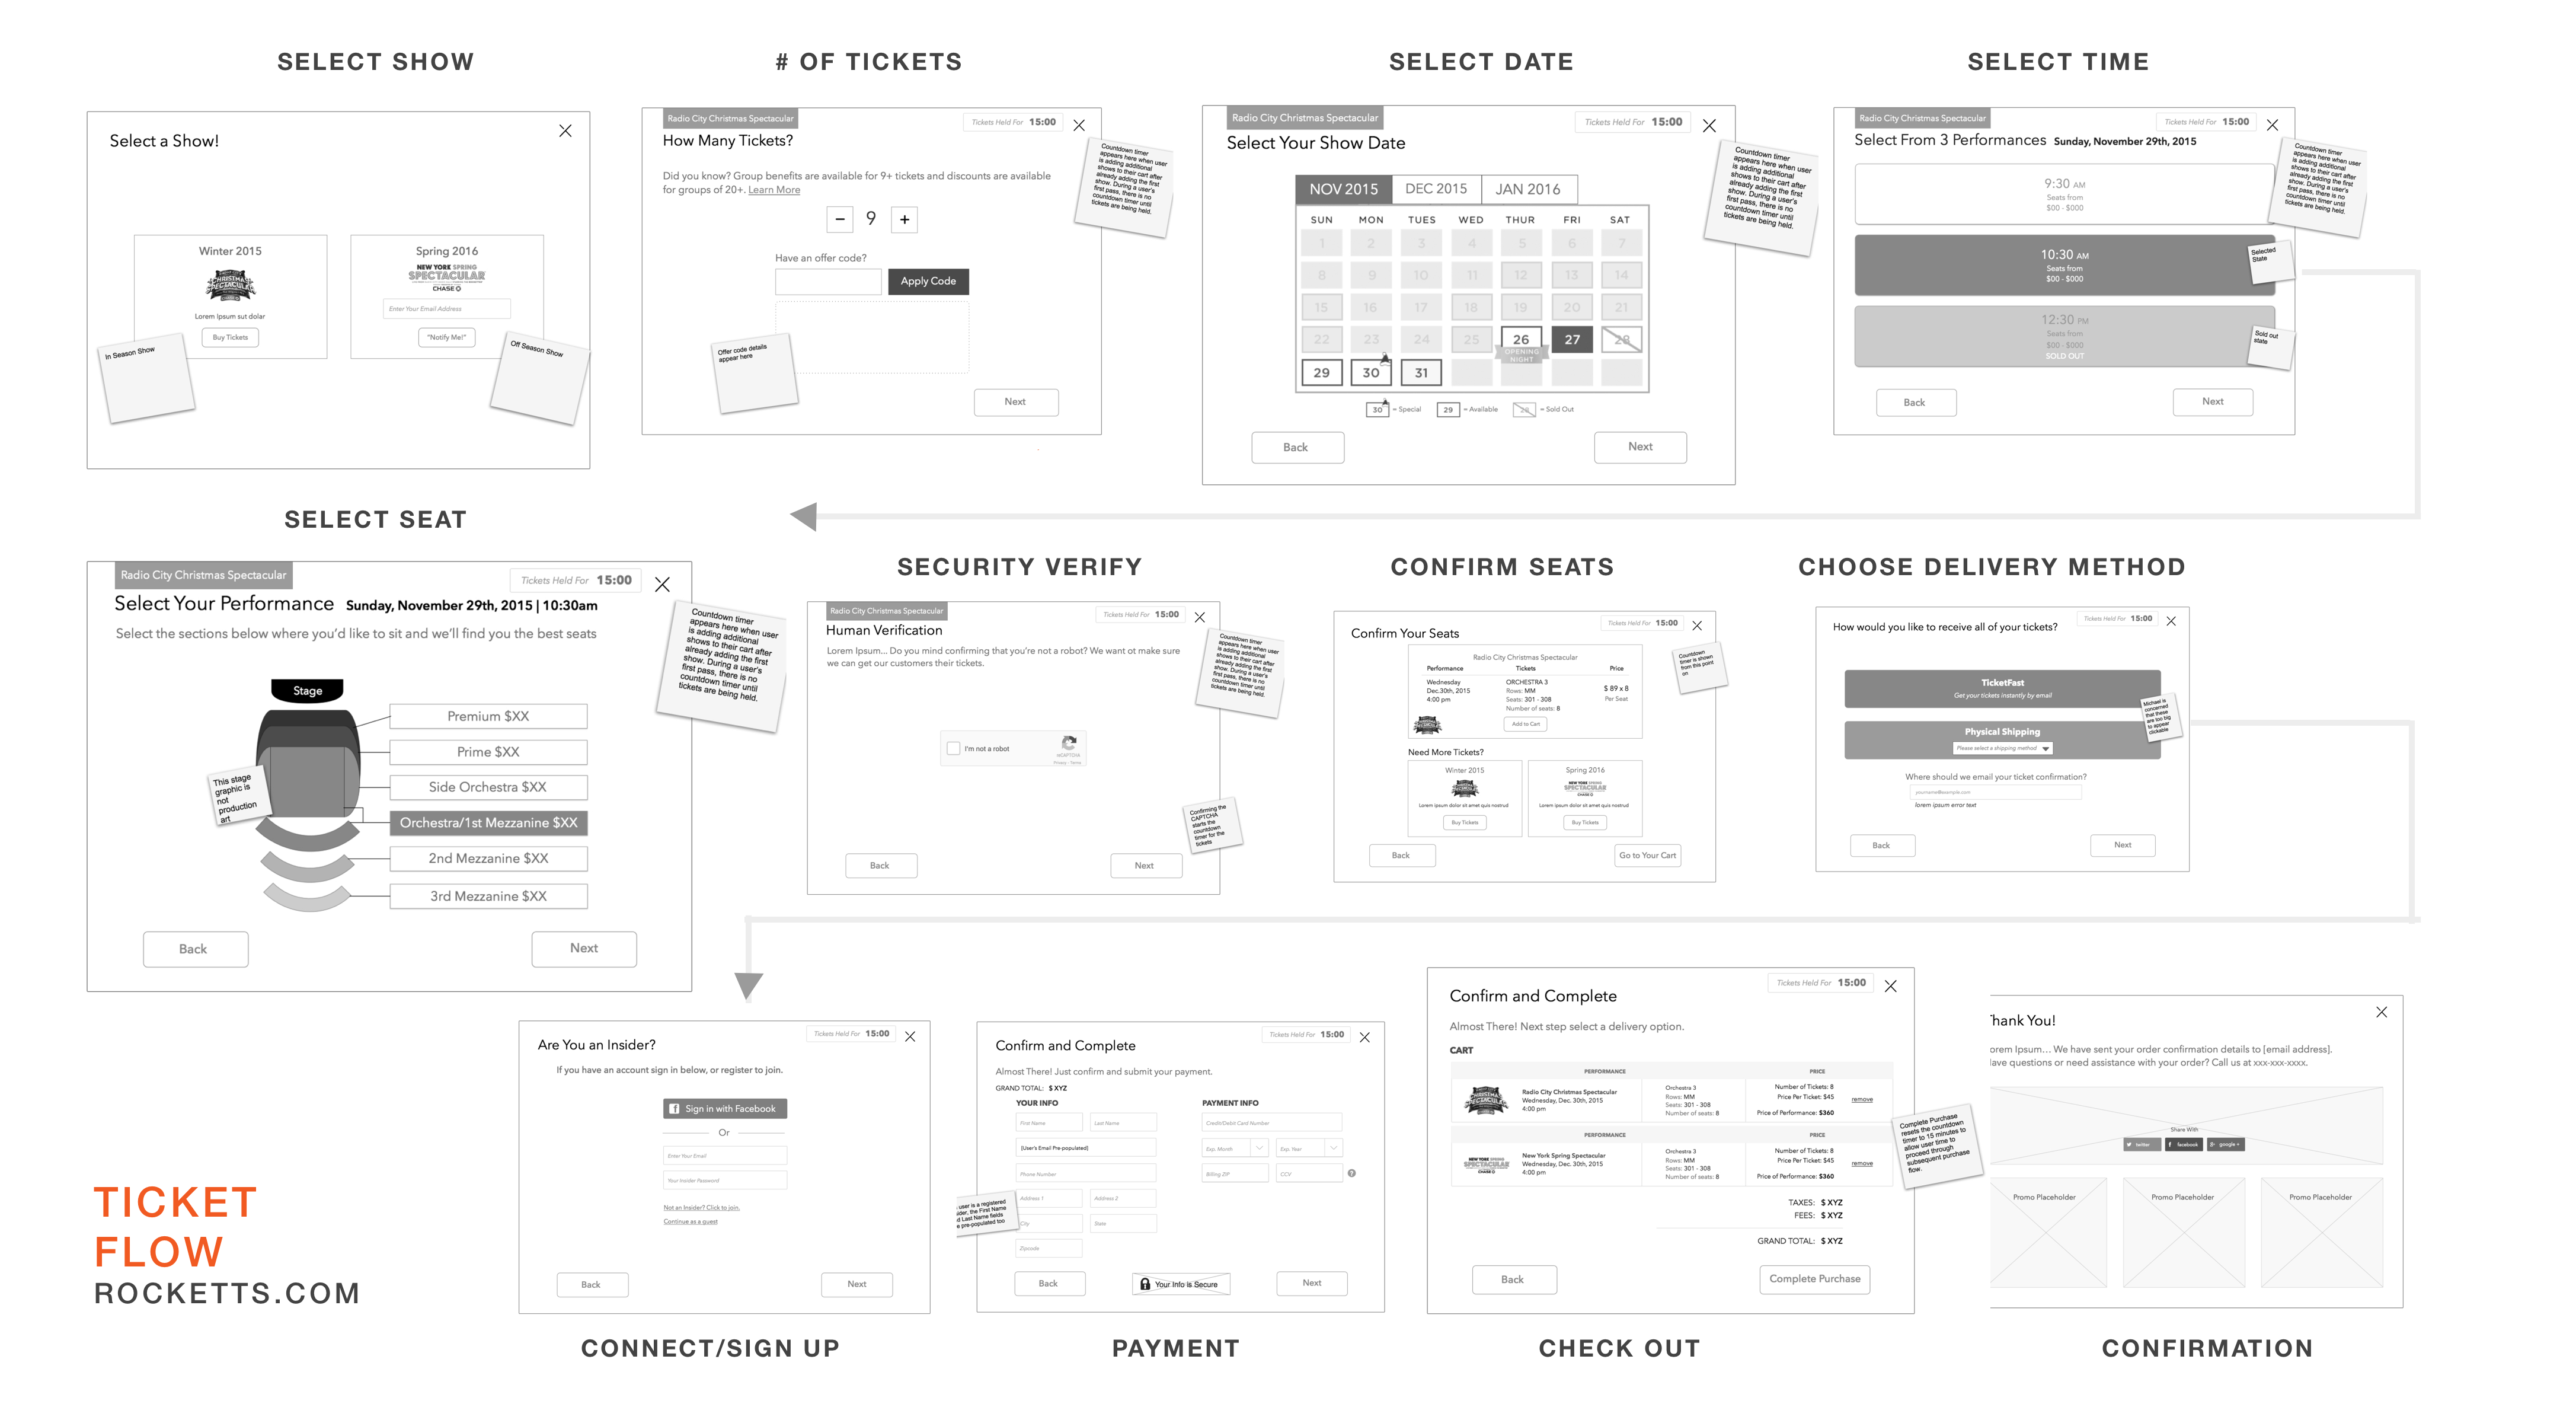 SELECT SHOW
Select a Show!
Winter 2015
CHRISTMAS
SPECTACULAR
Lorem Ipsum sut dolar
Buy Tickets
Spring 2016
NEW YORK SPRING
SPECTACULAR
CHASE
Enter Your Email Address
"Notify Me!"
In Season Show
Off Season Show
# OF TICKETS
Radio City Christmas Spectacular
Tickets Held For 15:00
How Many Tickets?
Did you know? Group benefits are available for 9+ tickets and discounts are available
for groups of 20+. Learn More
− 9 +
Have an offer code?
Apply Code
Offer code details
appear here
Next
Countdown timer
appears here when user
is adding additional
shows to their cart after
already adding the first
show. During a user's
first pass, there is no
countdown timer until
tickets are being held.
SELECT DATE
Radio City Christmas Spectacular
Tickets Held For 15:00
Select Your Show Date
NOV 2015 DEC 2015 JAN 2016
SUN MON TUES WED THUR FRI SAT
1 2 3 4 5 6 7
8 9 10 11 12 13 14
15 16 17 18 19 20 21
22 23 24 25 26 27 28
OPENING
NIGHT
29 30 31
30 = Special 29 = Available 28 = Sold Out
Back
Next
Countdown timer
appears here when user
is adding additional
shows to their cart after
already adding the first
show. During a user's
first pass, there is no
countdown timer until
tickets are being held.
SELECT TIME
Radio City Christmas Spectacular
Tickets Held For 15:00
Select From 3 Performances Sunday, November 29th, 2015
9:30 AM
Seats from
$00 - $000
10:30 AM
Seats from
$00 - $000
12:30 PM
Seats from
$00 - $000
SOLD OUT
Selected
State
Sold out
state
Back
Next
Countdown timer
appears here when user
is adding additional
shows to their cart after
already adding the first
show. During a user's
first pass, there is no
countdown timer until
tickets are being held.
SELECT SEAT
Radio City Christmas Spectacular
Tickets Held For 15:00
Select Your Performance Sunday, November 29th, 2015 | 10:30am
Select the sections below where you'd like to sit and we'll find you the best seats
Stage
Premium $XX
Prime $XX
Side Orchestra $XX
Orchestra/1st Mezzanine $XX
2nd Mezzanine $XX
3rd Mezzanine $XX
This stage
graphic is
not
production
art
Back
Next
Countdown timer
appears here when user
is adding additional
shows to their cart after
already adding the first
show. During a user's
first pass, there is no
countdown timer until
tickets are being held.
SECURITY VERIFY
Radio City Christmas Spectacular
Tickets Held For 15:00
Human Verification
Lorem Ipsum... Do you mind confirming that you're not a robot? We want ot make sure
we can get our customers their tickets.
I'm not a robot
reCAPTCHA
Privacy - Terms
Back
Next
Countdown timer
appears here when user
is adding additional
shows to their cart after
already adding the first
show. During a user's
first pass, there is no
countdown timer until
tickets are being held.
Confirming the
CAPTCHA
starts the
countdown
timer for the
tickets
CONFIRM SEATS
Tickets Held For 15:00
Confirm Your Seats
Radio City Christmas Spectacular
Performance Tickets Price
Wednesday
Dec.30th, 2015
4:00 pm
ORCHESTRA 3
Rows: MM
Seats: 301 - 308
Number of seats: 8
$ 89 x 8
Per Seat
Add to Cart
Need More Tickets?
Winter 2015
Lorem ipsum dolor sit amet quis nostrud
Buy Tickets
Spring 2016
NEW YORK SPRING
SPECTACULAR
CHASE
Lorem ipsum dolor sit amet quis nostrud
Buy Tickets
Back
Go to Your Cart
Countdown
timer is shown
from this point
on
CHOOSE DELIVERY METHOD
Tickets Held For 15:00
How would you like to receive all of your tickets?
TicketFast
Get your tickets instantly by email
Physical Shipping
Please select a shipping method
Where should we email your ticket confirmation?
yourname@example.com
lorem ipsum error text
Back
Next
Michael is
concerned
that these
are too big
to appear
clickable
Tickets Held For 15:00
Are You an Insider?
If you have an account sign in below, or register to join.
Sign in with Facebook
Or
Enter Your Email
Your Insider Password
Not an Insider? Click to join.
Continue as a guest
Back
Next
CONNECT/SIGN UP
Tickets Held For 15:00
Confirm and Complete
Almost There! Just confirm and submit your payment.
GRAND TOTAL: $ XYZ
YOUR INFO
First Name Last Name
[User's Email Pre-populated]
Phone Number
Address 1 Address 2
City State
Zipcode
PAYMENT INFO
Credit/Debit Card Number
Exp. Month Exp. Year
Billing ZIP CCV ?
user is a registered
ider, the First Name
d Last Name fields
e pre-populated too
Back
Your Info is Secure
Next
PAYMENT
Tickets Held For 15:00
Confirm and Complete
Almost There! Next step select a delivery option.
CART
PERFORMANCE PRICE
Radio City Christmas Spectacular
Wednesday, Dec. 30th, 2015
4:00 pm
Orchestra 3
Rows: MM
Seats: 301 - 308
Number of seats: 8
Number of Tickets: 8
Price Per Ticket: $45
Price of Performance: $360
remove
PERFORMANCE PRICE
NEW YORK SPRING
SPECTACULAR
CHASE
New York Spring Spectacular
Wednesday, Dec. 30th, 2015
4:00 pm
Orchestra 3
Rows: MM
Seats: 301 - 308
Number of seats: 8
Number of Tickets: 8
Price Per Ticket: $45
Price of Performance: $360
remove
TAXES: $ XYZ
FEES: $ XYZ
GRAND TOTAL: $ XYZ
Back
Complete Purchase
Complete Purchase
resets the countdown
timer to 15 minutes to
allow user time to
proceed through
subsequent purchase
flow.
CHECK OUT
Thank You!
orem Ipsum... We have sent your order confirmation details to [email address].
lave questions or need assistance with your order? Call us at xxx-xxx-xxxx.
Share With
twitter facebook google +
Promo Placeholder
Promo Placeholder
Promo Placeholder
CONFIRMATION
TICKET
FLOW
ROCKETTS.COM